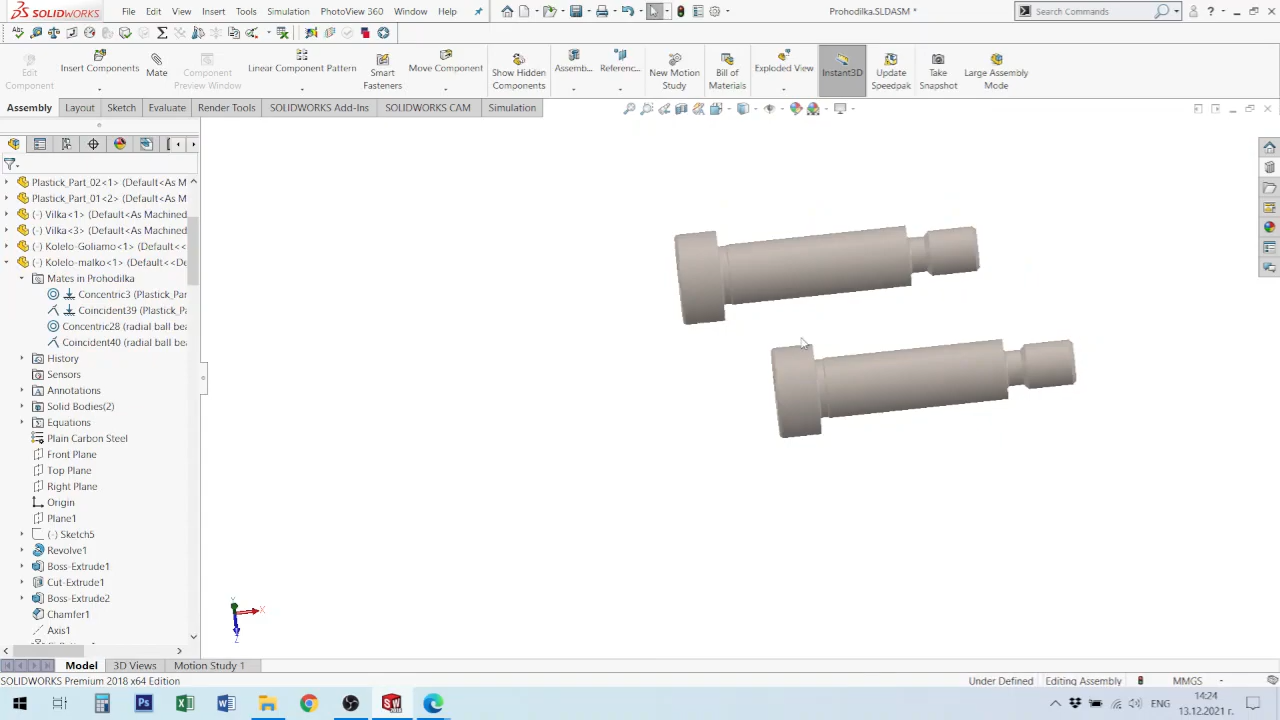 SOLIDWORKS
File Edit View Insert Tools Simulation PhotoView 360 Window Help
Prohodilka.SLDASM *
Search Commands
Edit Component
Insert Components
Mate
Component Preview Window
Linear Component Pattern
Smart Fasteners
Move Component
Show Hidden Components
Assemb...
Referenc...
New Motion Study
Bill of Materials
Exploded View
Instant3D
Update Speedpak
Take Snapshot
Large Assembly Mode
Assembly Layout Sketch Evaluate Render Tools SOLIDWORKS Add-Ins SOLIDWORKS CAM Simulation
Plastick_Part_02<1> (Default<As M
Plastick_Part_01<2> (Default<As M
(-) Vilka<1> (Default<As Machined
(-) Vilka<3> (Default<As Machined
(-) Kolelo-Goliamo<1> (Default<<
(-) Kolelo-malko<1> (Default<<De
Mates in Prohodilka
Concentric3 (Plastick_Par
Coincident39 (Plastick_P
Concentric28 (radial ball be
Coincident40 (radial ball bea
History
Sensors
Annotations
Solid Bodies(2)
Equations
Plain Carbon Steel
Front Plane
Top Plane
Right Plane
Origin
Plane1
(-) Sketch5
Revolve1
Boss-Extrude1
Cut-Extrude1
Boss-Extrude2
Chamfer1
Axis1
Y
X
Z
Model 3D Views Motion Study 1
SOLIDWORKS Premium 2018 x64 Edition
Under Defined Editing Assembly MMGS
ЕНГ
14:24
13.12.2021 г.